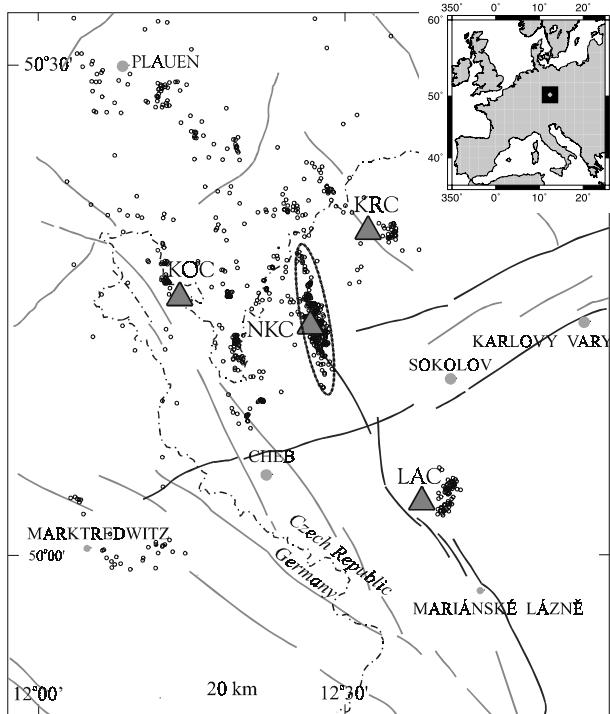 350°
0°
10°
20°
60°
50°
40°
350°
0°
10°
20°
50°30'
PLAUEN
KRC
KOC
NKC
KARLOVY VARY
SOKOLOV
CHEB
LAC
MARKTREDWITZ
50°00'
Czech Republic
Germany
MARIÁNSKÉ LÁZNĚ
12°00'
20 km
12°30'